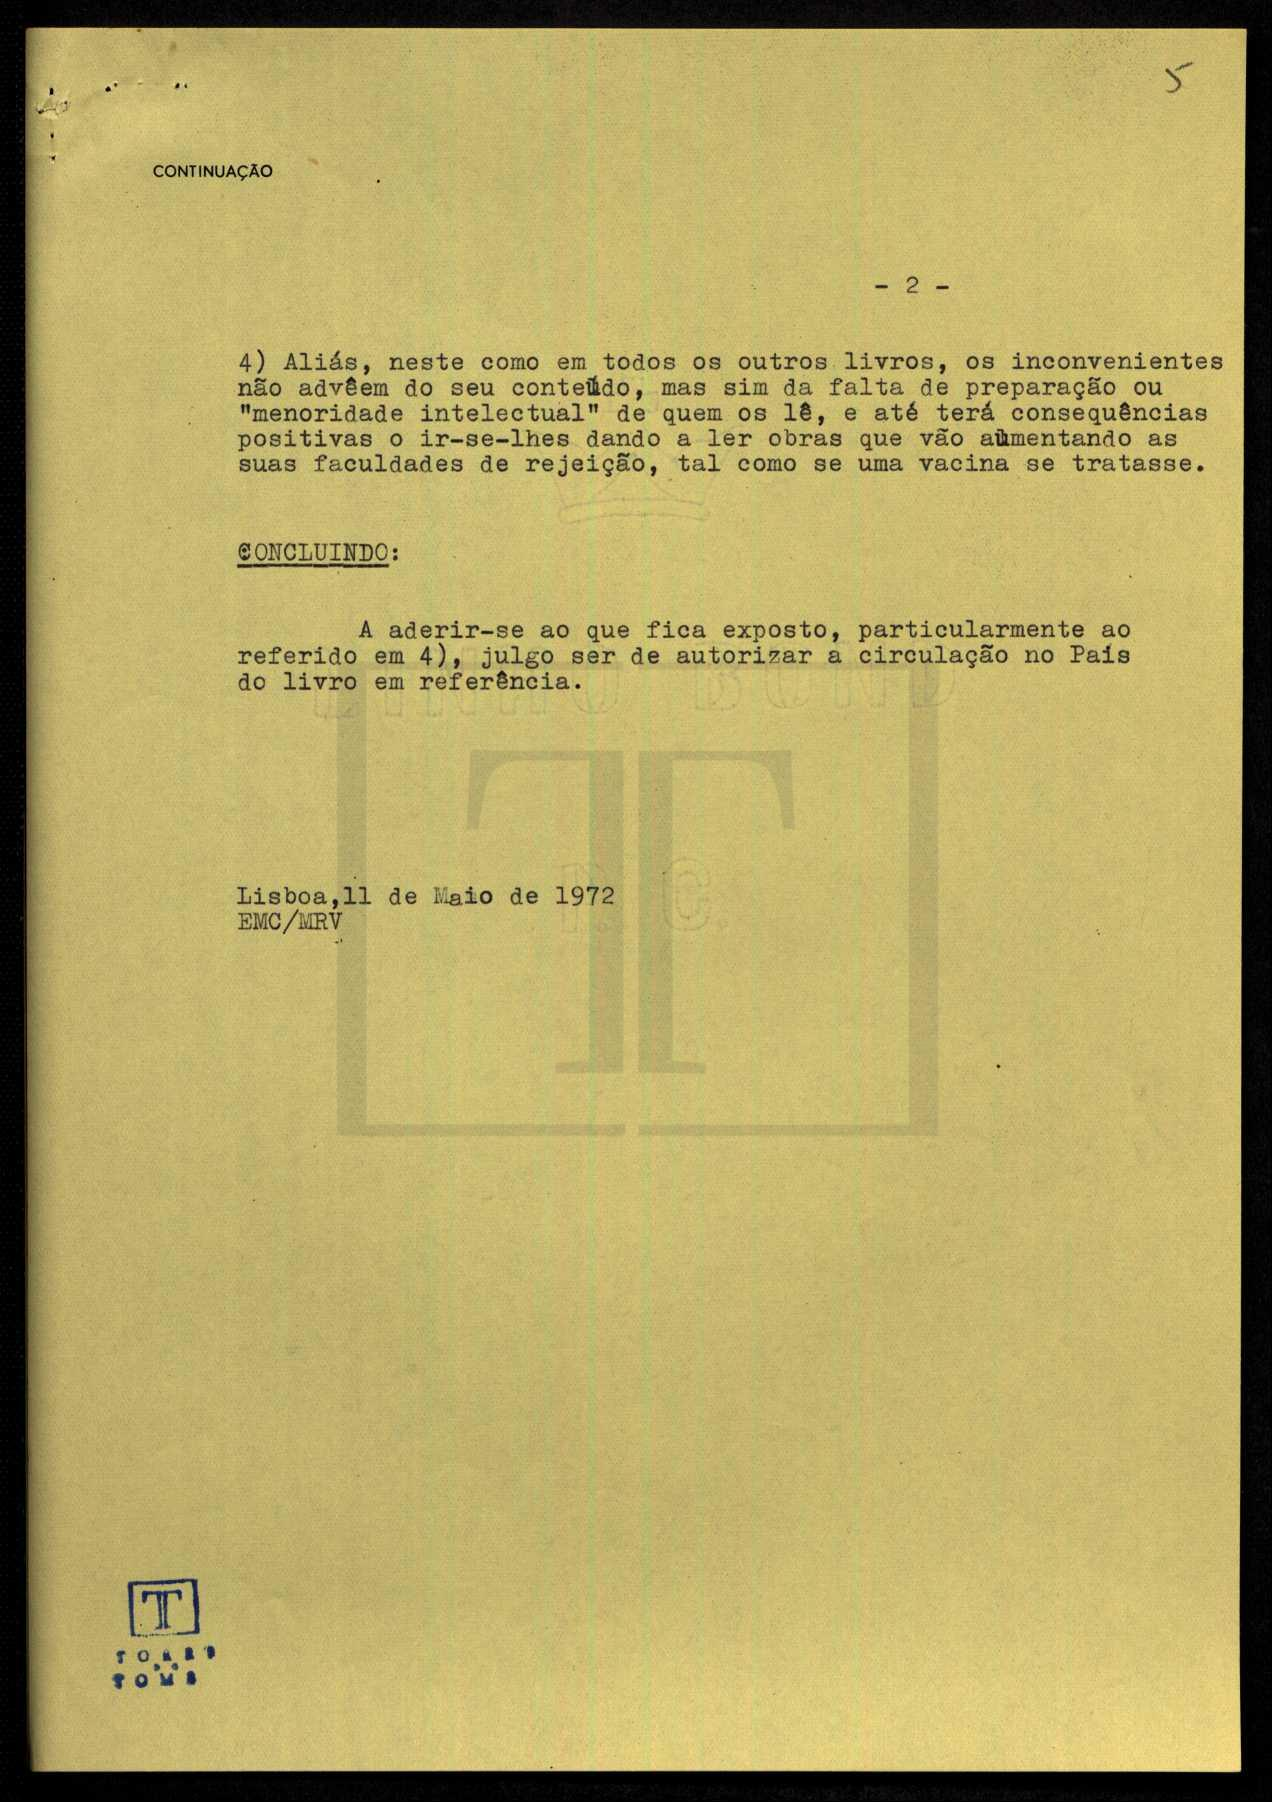 5
CONTINUAÇÃO
- 2 -
4) Aliás, neste como em todos os outros livros, os inconvenientes
não advêem do seu conteúdo, mas sim da falta de preparação ou
"menoridade intelectual" de quem os lê, e até terá consequências
positivas o ir-se-lhes dando a ler obras que vão aumentando as
suas faculdades de rejeição, tal como se uma vacina se tratasse.
CONCLUINDO:
A aderir-se ao que fica exposto, particularmente ao
referido em 4), julgo ser de autorizar a circulação no País
do livro em referência.
BOND
Lisboa,11 de Maio de 1972
EMC/MRV
TT
T
TORRE
DO
TOMBO